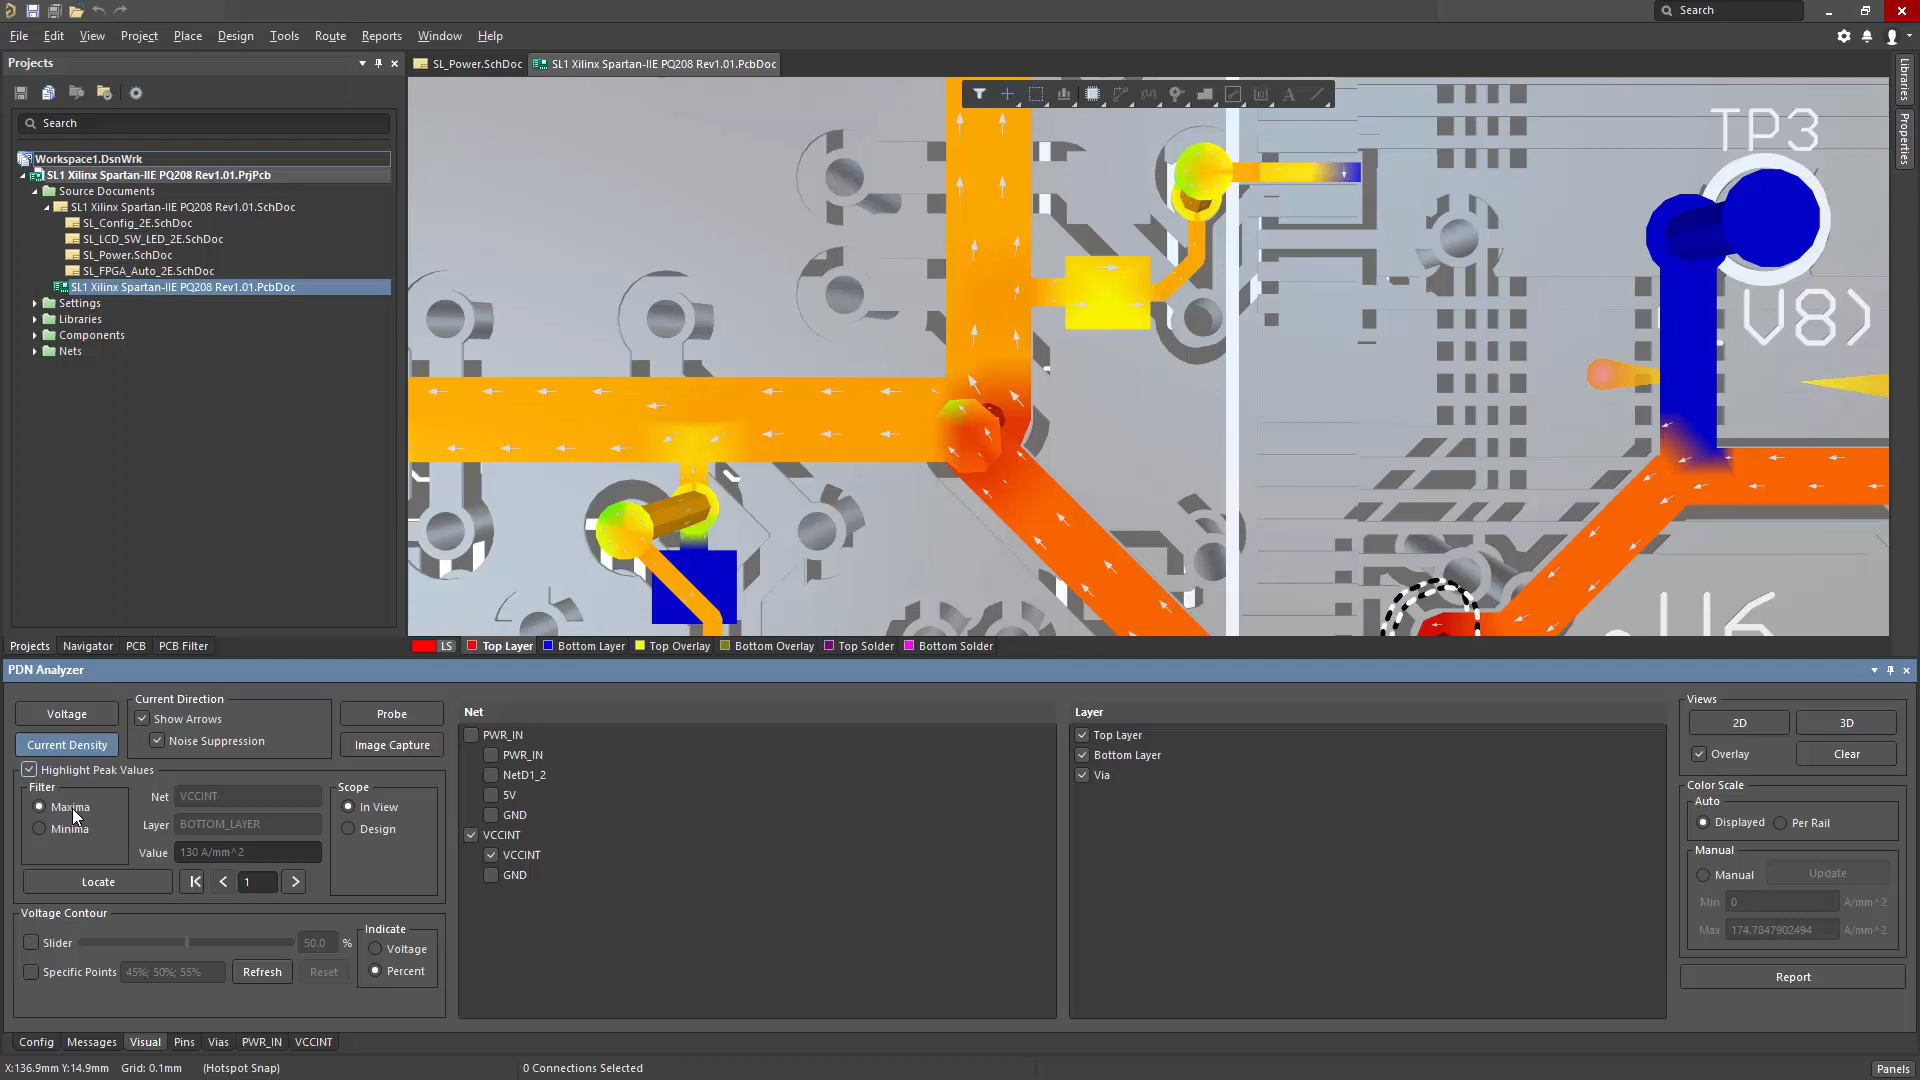 Search
File Edit View Project Place Design Tools Route Reports Window Help
Projects
SL_Power.SchDoc
SL1 Xilinx Spartan-IIE PQ208 Rev1.01.PcbDoc
Libraries
Properties
Search
Workspace1.DsnWrk
SL1 Xilinx Spartan-IIE PQ208 Rev1.01.PrjPcb
Source Documents
SL1 Xilinx Spartan-IIE PQ208 Rev1.01.SchDoc
SL_Config_2E.SchDoc
SL_LCD_SW_LED_2E.SchDoc
SL_Power.SchDoc
SL_FPGA_Auto_2E.SchDoc
SL1 Xilinx Spartan-IIE PQ208 Rev1.01.PcbDoc
Settings
Libraries
Components
Nets
A
TP3
V8)
U6
Projects Navigator PCB PCB Filter
LS Top Layer Bottom Layer Top Overlay Bottom Overlay Top Solder Bottom Solder
PDN Analyzer
Voltage
Current Density
Current Direction
Show Arrows
Noise Suppression
Probe
Image Capture
Highlight Peak Values
Filter
Maxima
Minima
Net VCCINT
Layer BOTTOM_LAYER
Value 130 A/mm^2
Scope
In View
Design
Locate
1
Voltage Contour
Slider 50.0 %
Specific Points 45%; 50%; 55% Refresh Reset
Indicate
Voltage
Percent
Net
PWR_IN
PWR_IN
NetD1_2
5V
GND
VCCINT
VCCINT
GND
Layer
Top Layer
Bottom Layer
Via
Views
2D 3D
Overlay Clear
Color Scale
Auto
Displayed Per Rail
Manual
Manual Update
Min 0 A/mm^2
Max 174.7847902494 A/mm^2
Report
Config Messages Visual Pins Vias PWR_IN VCCINT
X:136.9mm Y:14.9mm Grid: 0.1mm (Hotspot Snap) 0 Connections Selected Panels